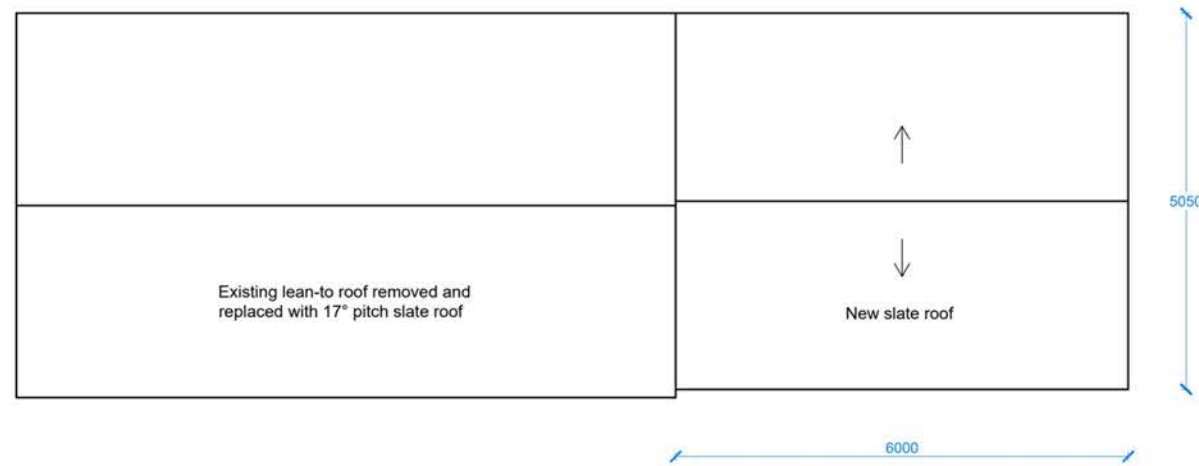 5050
Existing lean-to roof removed and
replaced with 17° pitch slate roof
New slate roof
6000